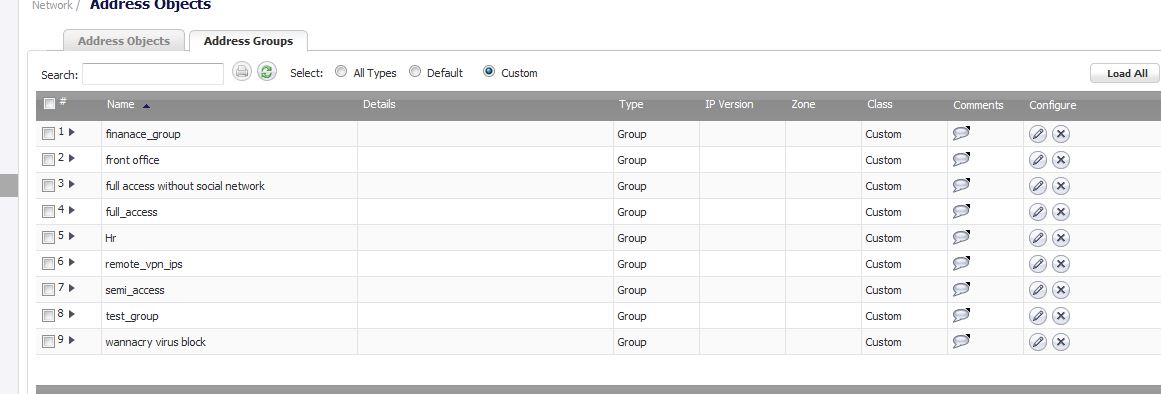 Network / Address Objects
Address Objects Address Groups
Search: Select: All Types Default Custom Load All
# Name Details Type IP Version Zone Class Comments Configure
1 finanace_group Group Custom
2 front office Group Custom
3 full access without social network Group Custom
4 full_access Group Custom
5 Hr Group Custom
6 remote_vpn_ips Group Custom
7 semi_access Group Custom
8 test_group Group Custom
9 wannacry virus block Group Custom